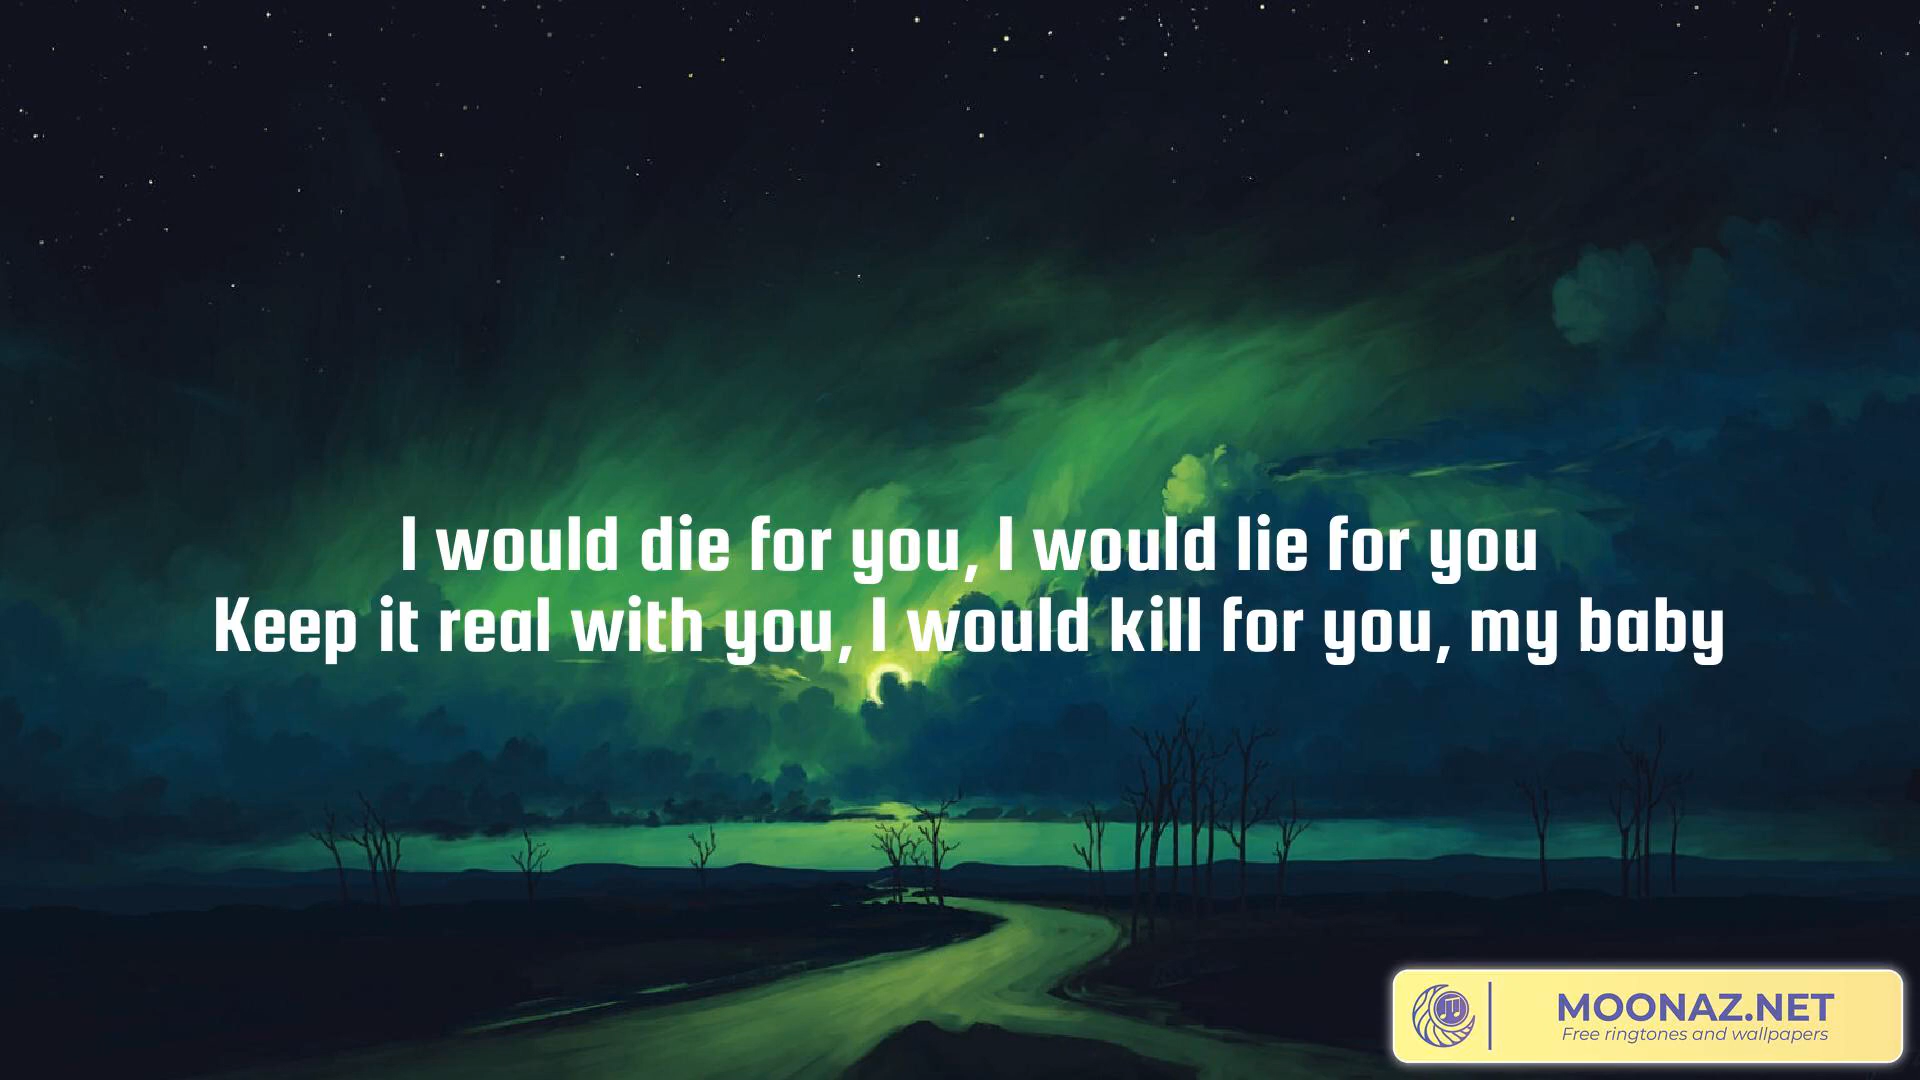 I would die for you, I would lie for you
Keep it real with you, I would kill for you, my baby
MOONAZ.NET
Free ringtones and wallpapers